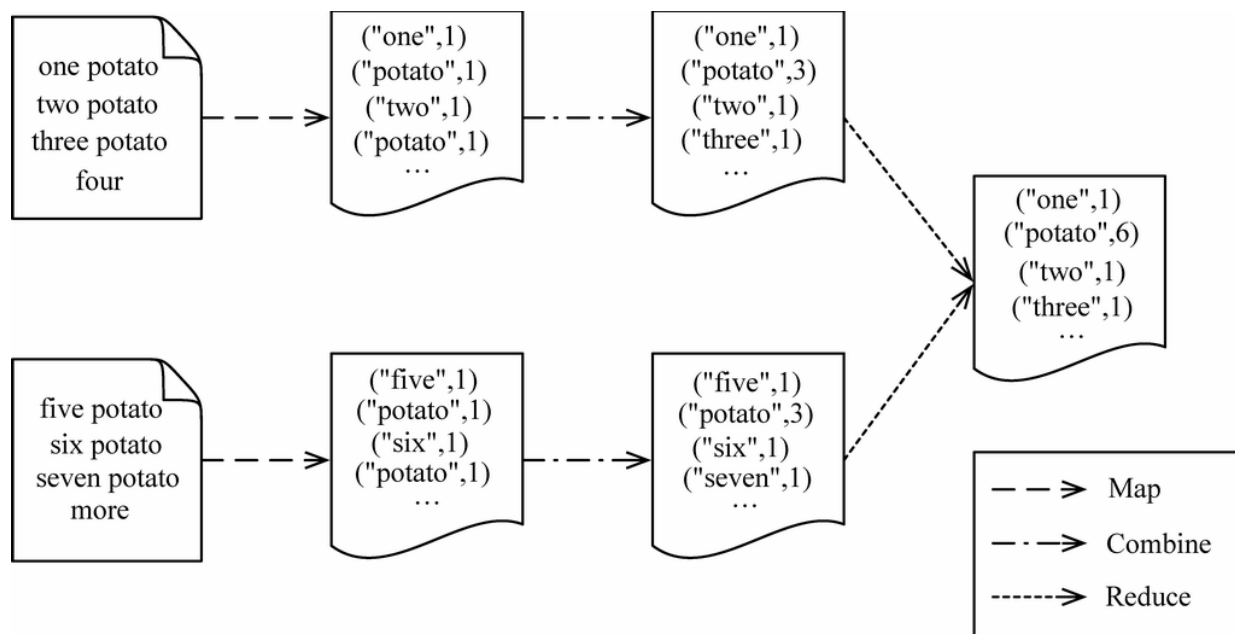 one potato
two potato
three potato
four
("one",1)
("potato",1)
("two",1)
("potato",1)
…
("one",1)
("potato",3)
("two",1)
("three",1)
…
five potato
six potato
seven potato
more
("five",1)
("potato",1)
("six",1)
("potato",1)
…
("five",1)
("potato",3)
("six",1)
("seven",1)
…
("one",1)
("potato",6)
("two",1)
("three",1)
…
Map
Combine
Reduce